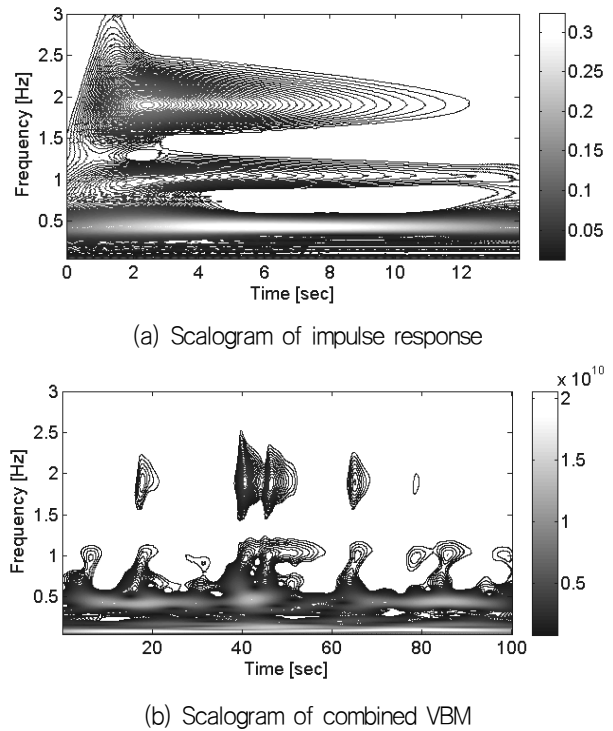 3
2.5
2
1.5
1
0.5
Frequency [Hz]
0 2 4 6 8 10 12
Time [sec]
0.3
0.25
0.2
0.15
0.1
0.05
(a) Scalogram of impulse response
3
2.5
2
1.5
1
0.5
Frequency [Hz]
20 40 60 80 100
Time [sec]
x 10^10
2
1.5
1
0.5
(b) Scalogram of combined VBM